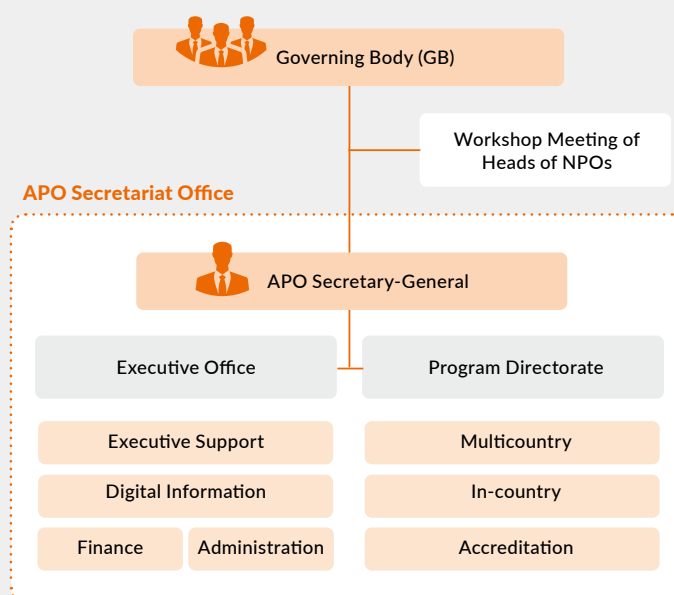 Governing Body (GB)
Workshop Meeting of
Heads of NPOs
APO Secretariat Office
APO Secretary-General
Executive Office
Program Directorate
Executive Support
Multicountry
Digital Information
In-country
Finance
Administration
Accreditation